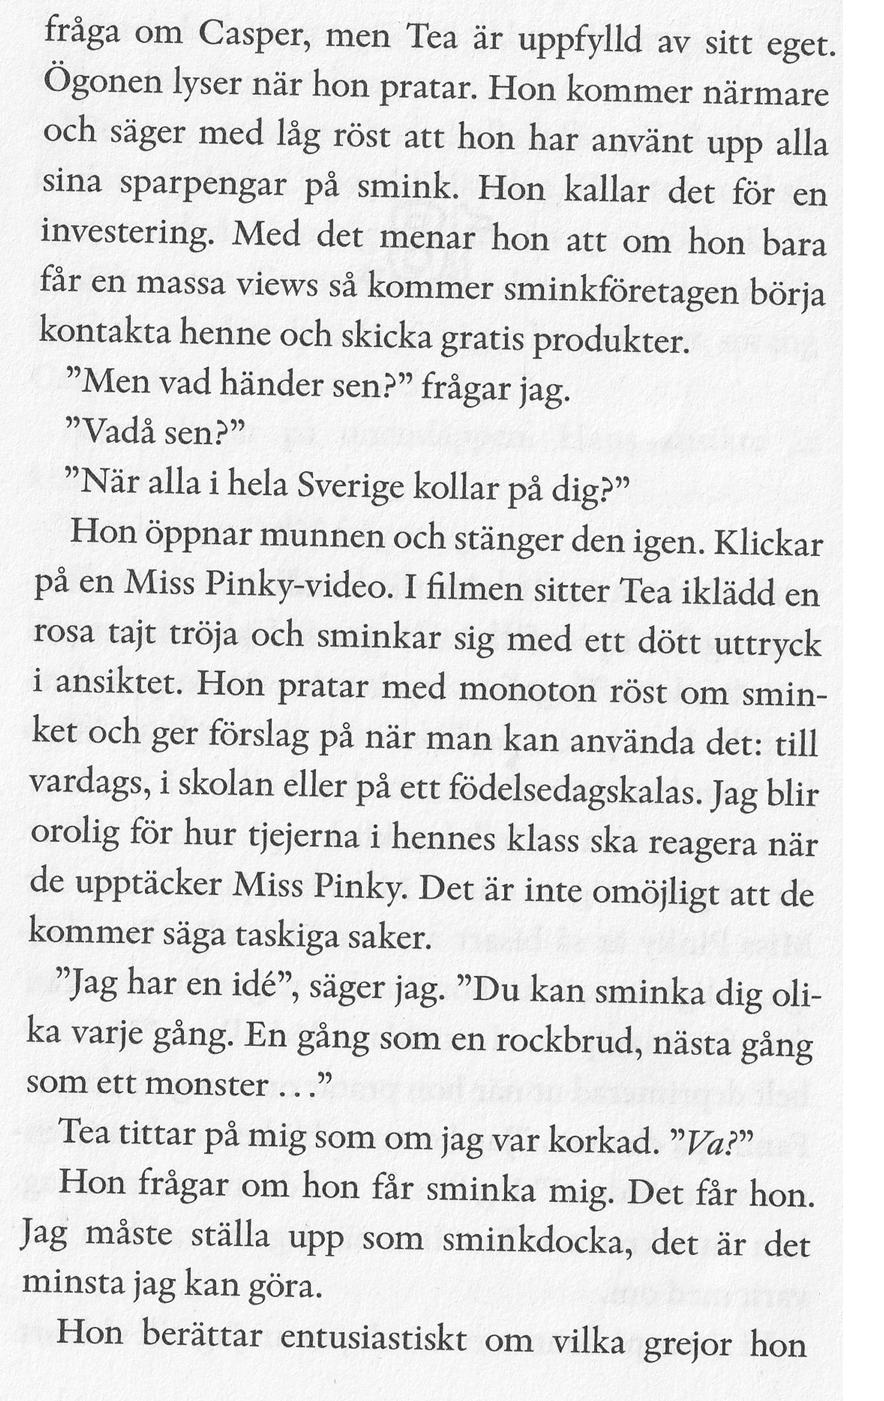 fråga om Casper, men Tea är uppfylld av sitt eget.
Ögonen lyser när hon pratar. Hon kommer närmare
och säger med låg röst att hon har använt upp alla
sina sparpengar på smink. Hon kallar det för en
investering. Med det menar hon att om hon bara
får en massa views så kommer sminkföretagen börja
kontakta henne och skicka gratis produkter.
”Men vad händer sen?” frågar jag.
”Vadå sen?”
”När alla i hela Sverige kollar på dig?”
Hon öppnar munnen och stänger den igen. Klickar
på en Miss Pinky-video. I filmen sitter Tea iklädd en
rosa tajt tröja och sminkar sig med ett dött uttryck
i ansiktet. Hon pratar med monoton röst om smin-
ket och ger förslag på när man kan använda det: till
vardags, i skolan eller på ett födelsedagskalas. Jag blir
orolig för hur tjejerna i hennes klass ska reagera när
de upptäcker Miss Pinky. Det är inte omöjligt att de
kommer säga taskiga saker.
”Jag har en idé”, säger jag. ”Du kan sminka dig oli-
ka varje gång. En gång som en rockbrud, nästa gång
som ett monster …”
Tea tittar på mig som om jag var korkad. ”Va?”
Hon frågar om hon får sminka mig. Det får hon.
Jag måste ställa upp som sminkdocka, det är det
minsta jag kan göra.
Hon berättar entusiastiskt om vilka grejor hon